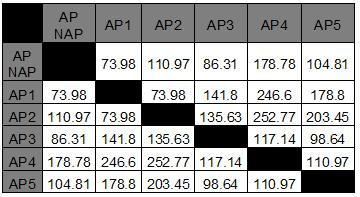 AP NAP AP1 AP2 AP3 AP4 AP5
AP NAP 73.98 110.97 86.31 178.78 104.81
AP1 73.98 73.98 141.8 246.6 178.8
AP2 110.97 73.98 135.63 252.77 203.45
AP3 86.31 141.8 135.63 117.14 98.64
AP4 178.78 246.6 252.77 117.14 110.97
AP5 104.81 178.8 203.45 98.64 110.97